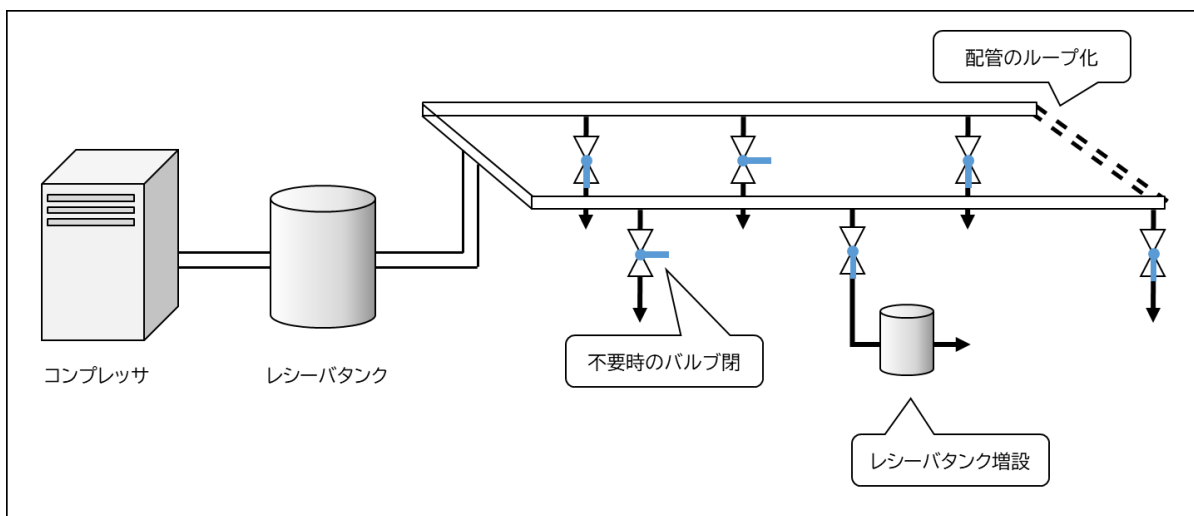 配管のループ化
コンプレッサ
レシーバタンク
不要時のバルブ閉
レシーバタンク増設